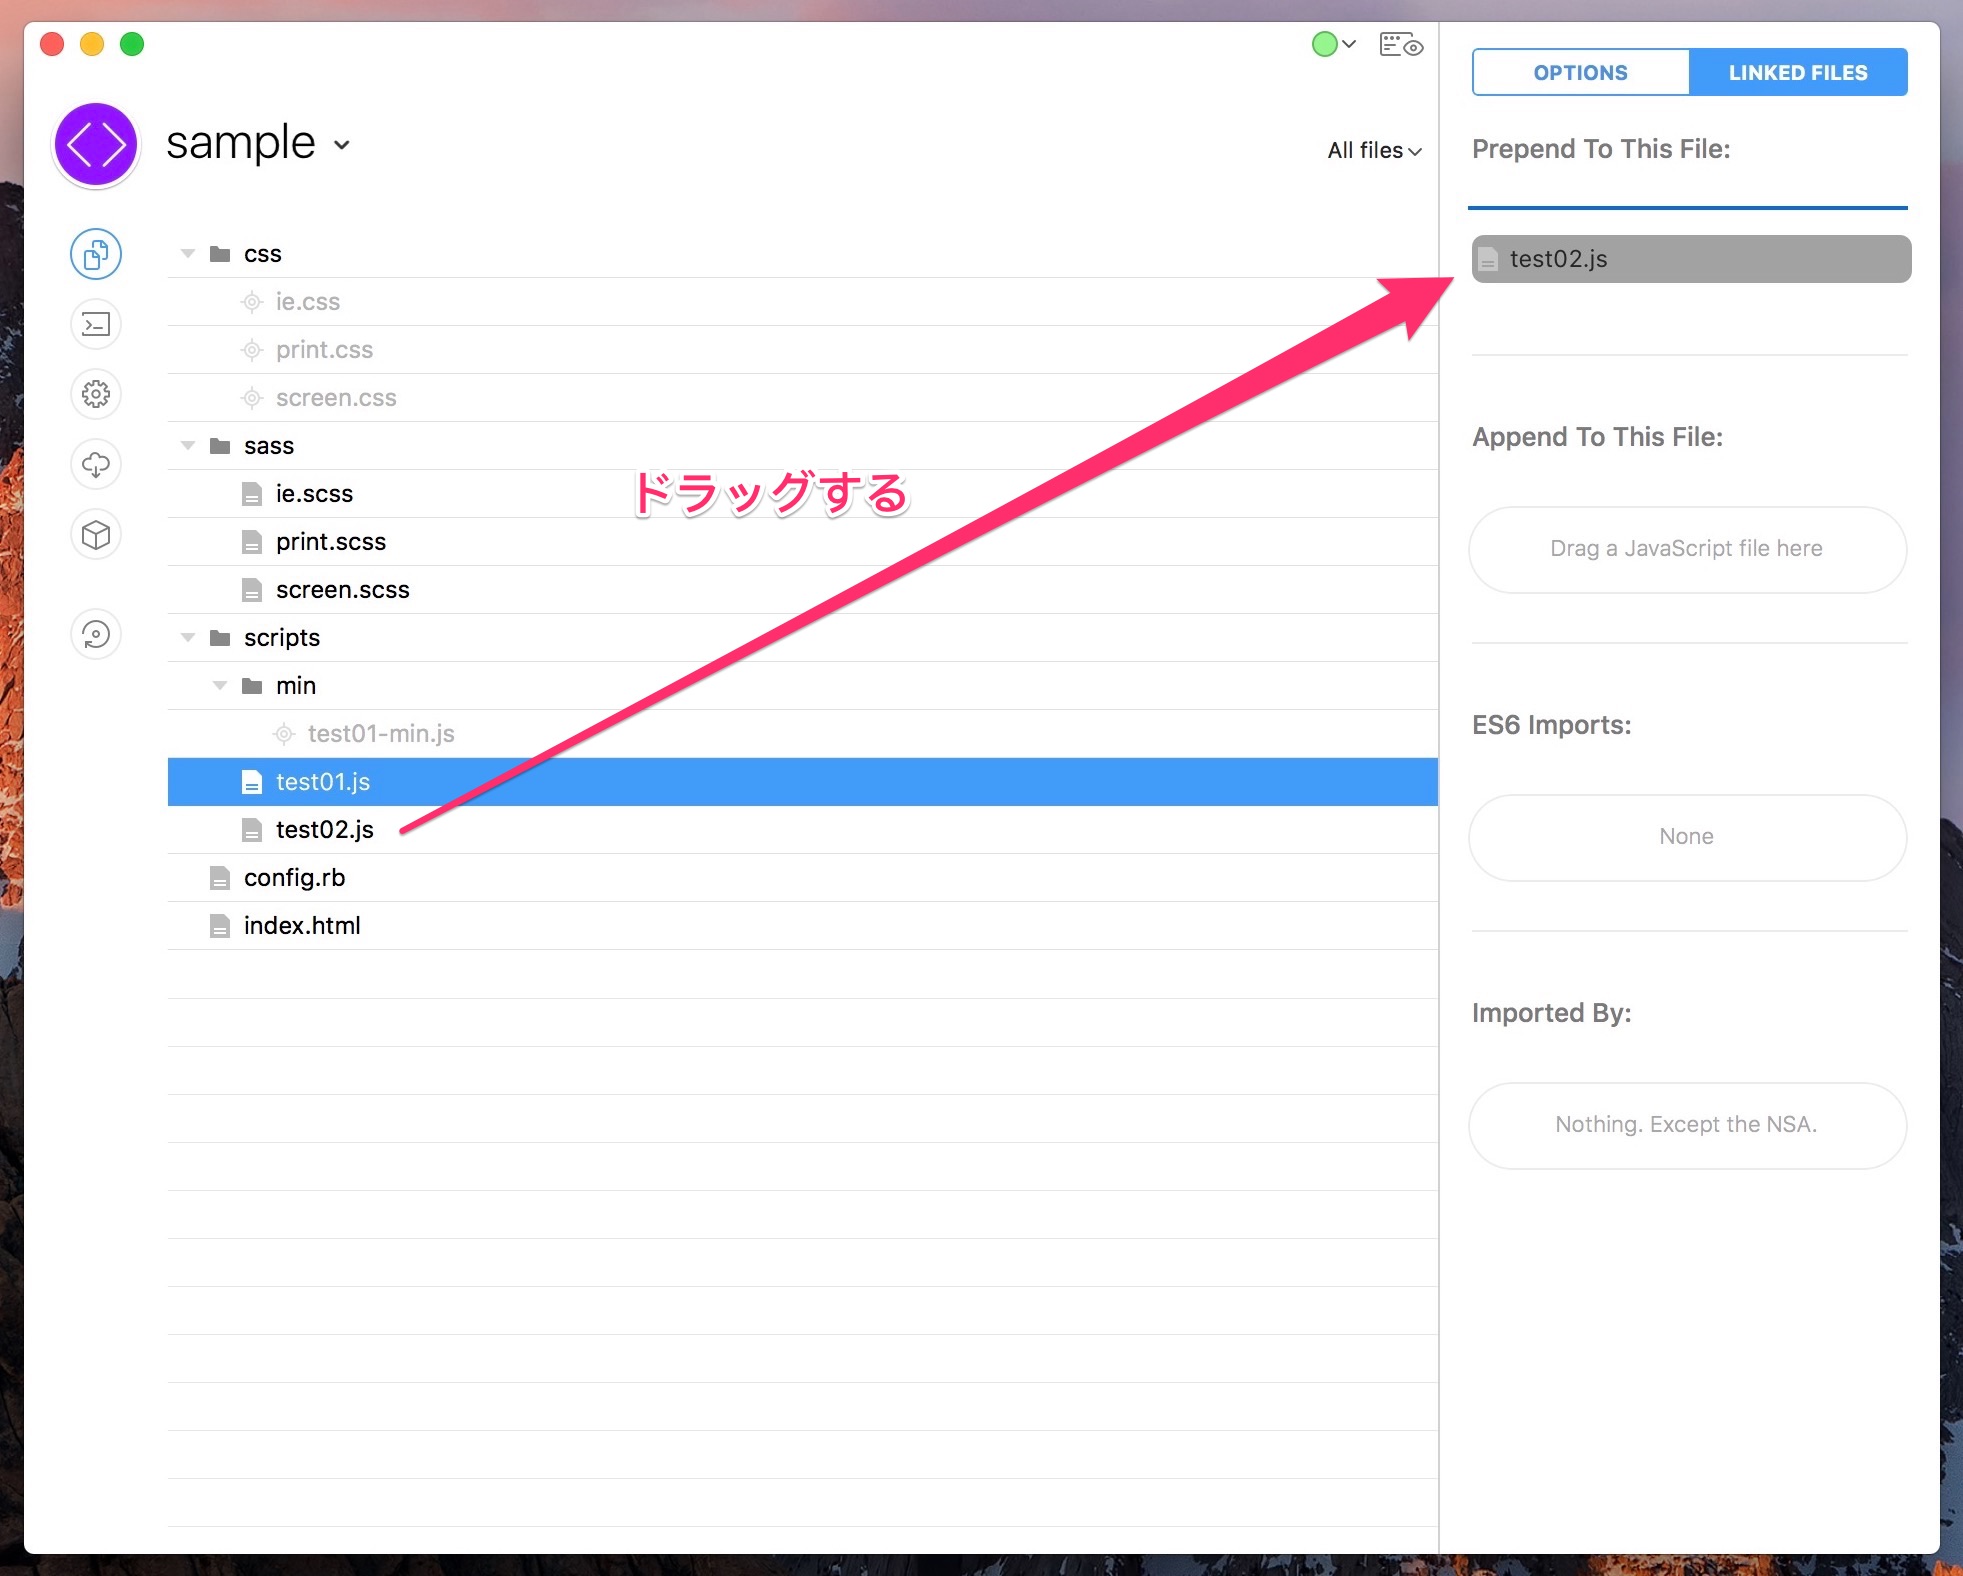 sample
All files
css
ie.css
print.css
screen.css
sass
ie.scss
print.scss
screen.scss
scripts
min
test01-min.js
test01.js
test02.js
config.rb
index.html
ドラッグする
OPTIONS
LINKED FILES
Prepend To This File:
test02.js
Append To This File:
Drag a JavaScript file here
ES6 Imports:
None
Imported By:
Nothing. Except the NSA.